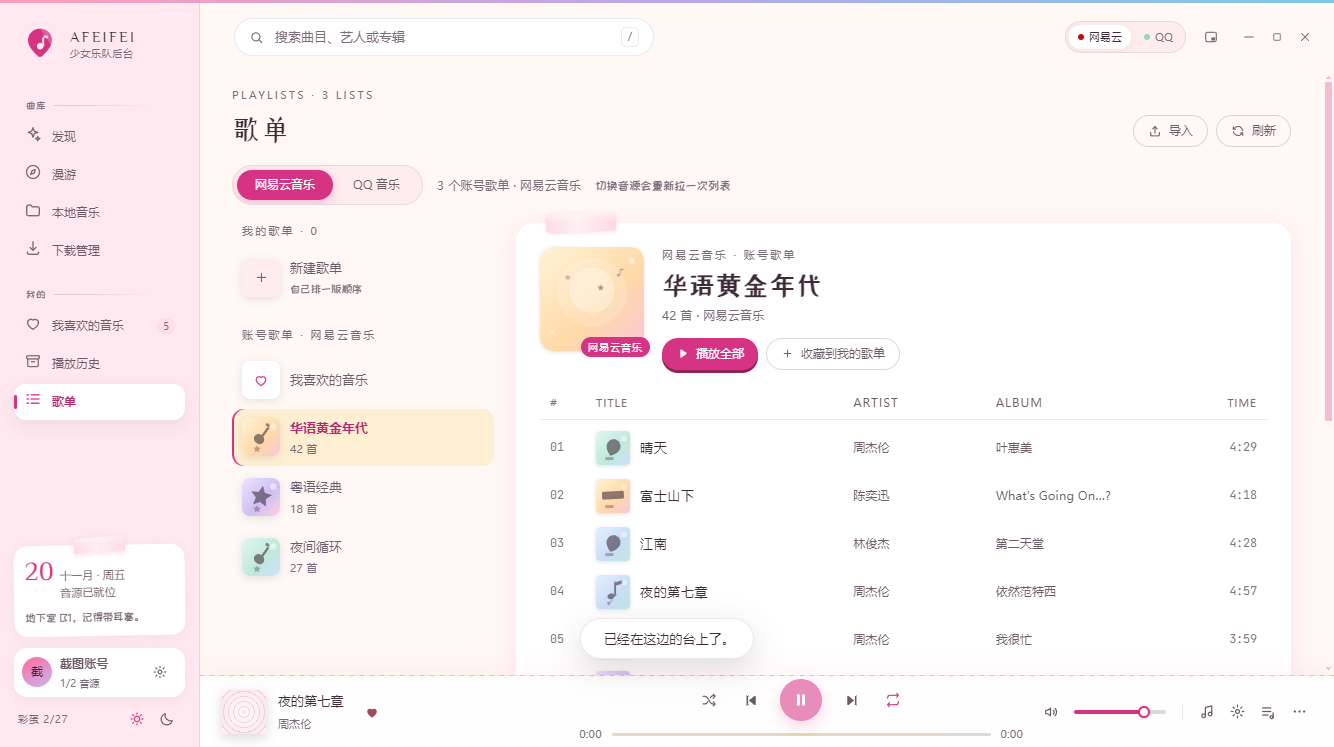 AFEIFEI
少女乐队后台
搜索曲目、艺人或专辑
/
网易云
QQ
曲库
发现
漫游
本地音乐
下载管理
我的
我喜欢的音乐
5
播放历史
歌单
20
十一月 · 周五
音源已就位
地下室 B1，记得带耳塞。
截
截图账号
1/2 音源
彩蛋 2/27
PLAYLISTS · 3 LISTS
歌单
导入
刷新
网易云音乐
QQ 音乐
3 个账号歌单 · 网易云音乐
切换音源会重新拉一次列表
我的歌单 · 0
新建歌单
自己排一版顺序
账号歌单 · 网易云音乐
我喜欢的音乐
华语黄金年代
42 首
粤语经典
18 首
夜间循环
27 首
网易云音乐 · 账号歌单
华语黄金年代
42 首 · 网易云音乐
网易云音乐
播放全部
收藏到我的歌单
# TITLE ARTIST ALBUM TIME
01 晴天 周杰伦 叶惠美 4:29
02 富士山下 陈奕迅 What's Going On...? 4:18
03 江南 林俊杰 第二天堂 4:28
04 夜的第七章 周杰伦 依然范特西 4:57
05 周杰伦 我很忙 3:59
已经在这边的台上了。
夜的第七章
周杰伦
0:00
0:00